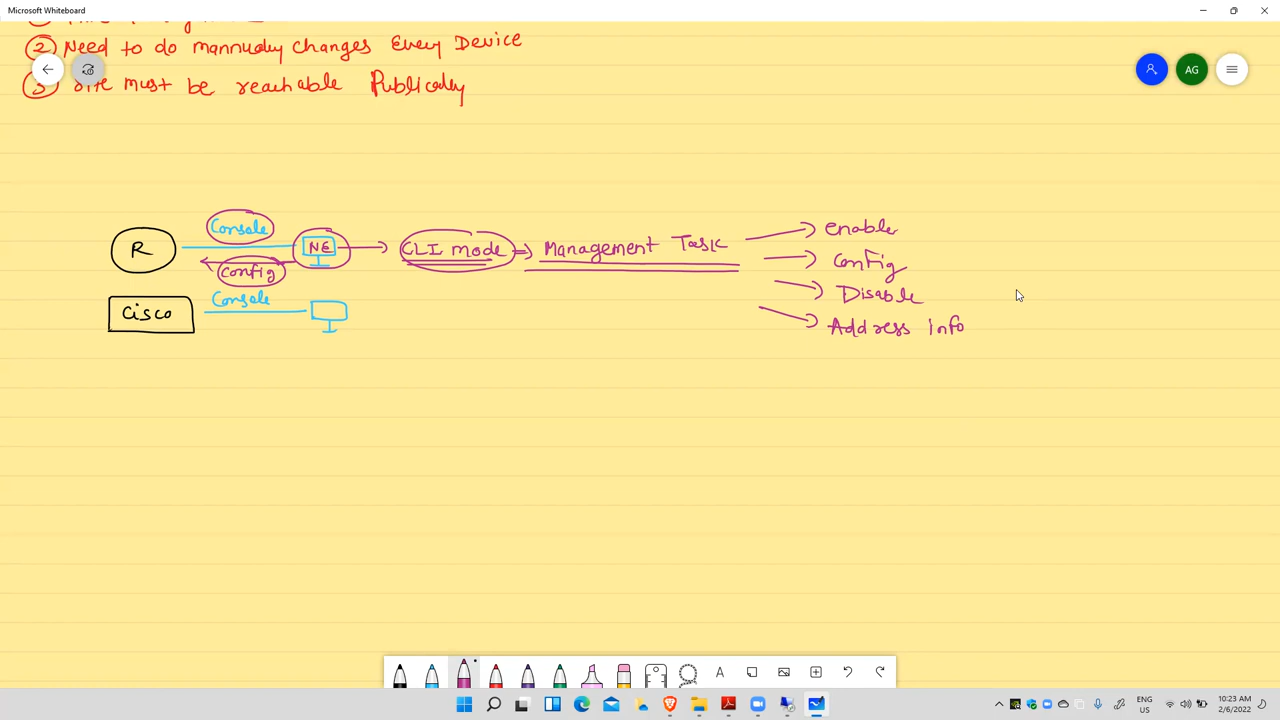 Microsoft Whiteboard
② Need to do mannualy changes Every Device
must be reachable Publically
AG
R
Console
NE
Config
CLI mode
Management Task
enable
Config
Disable
Address info
Cisco
Console
A
ENG
US
10:23 AM
2/6/2022